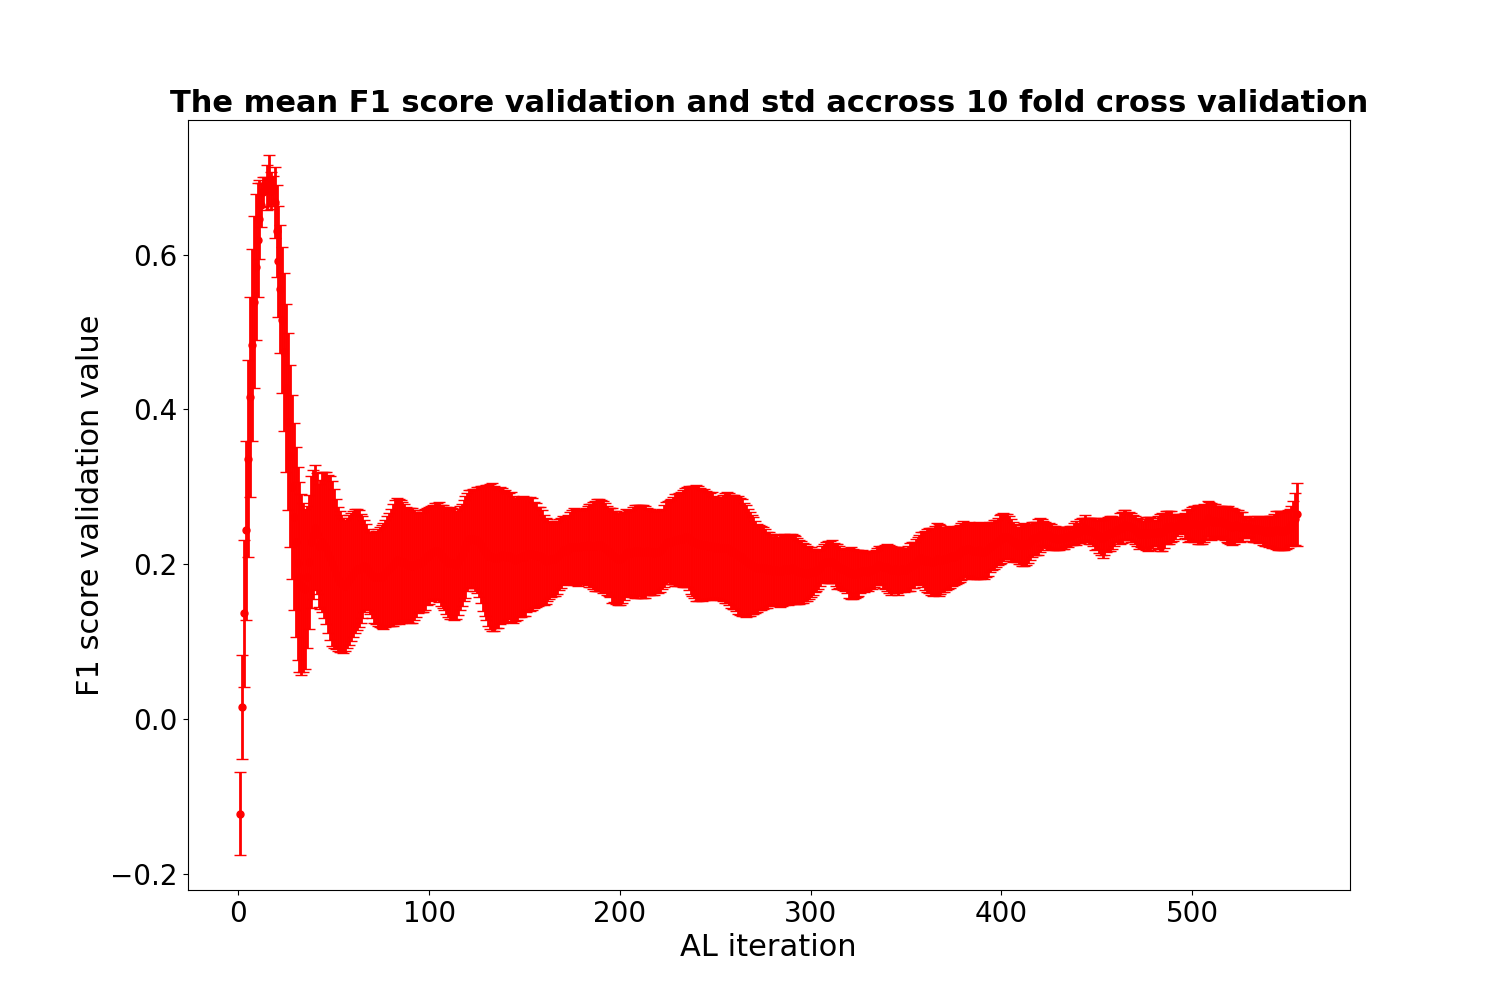 The mean F1 score validation and std accross 10 fold cross validation
F1 score validation value
0.6
0.4
0.2
0.0
−0.2
0 100 200 300 400 500
AL iteration